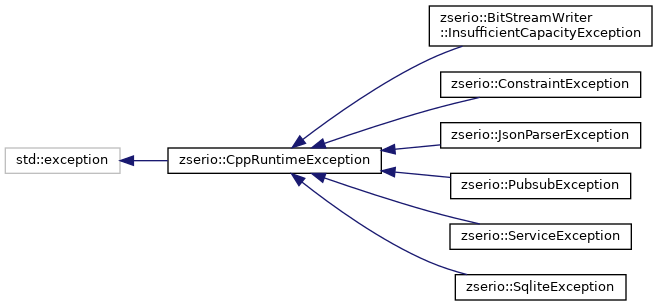 std::exception
zserio::CppRuntimeException
zserio::BitStreamWriter
::InsufficientCapacityException
zserio::ConstraintException
zserio::JsonParserException
zserio::PubsubException
zserio::ServiceException
zserio::SqliteException